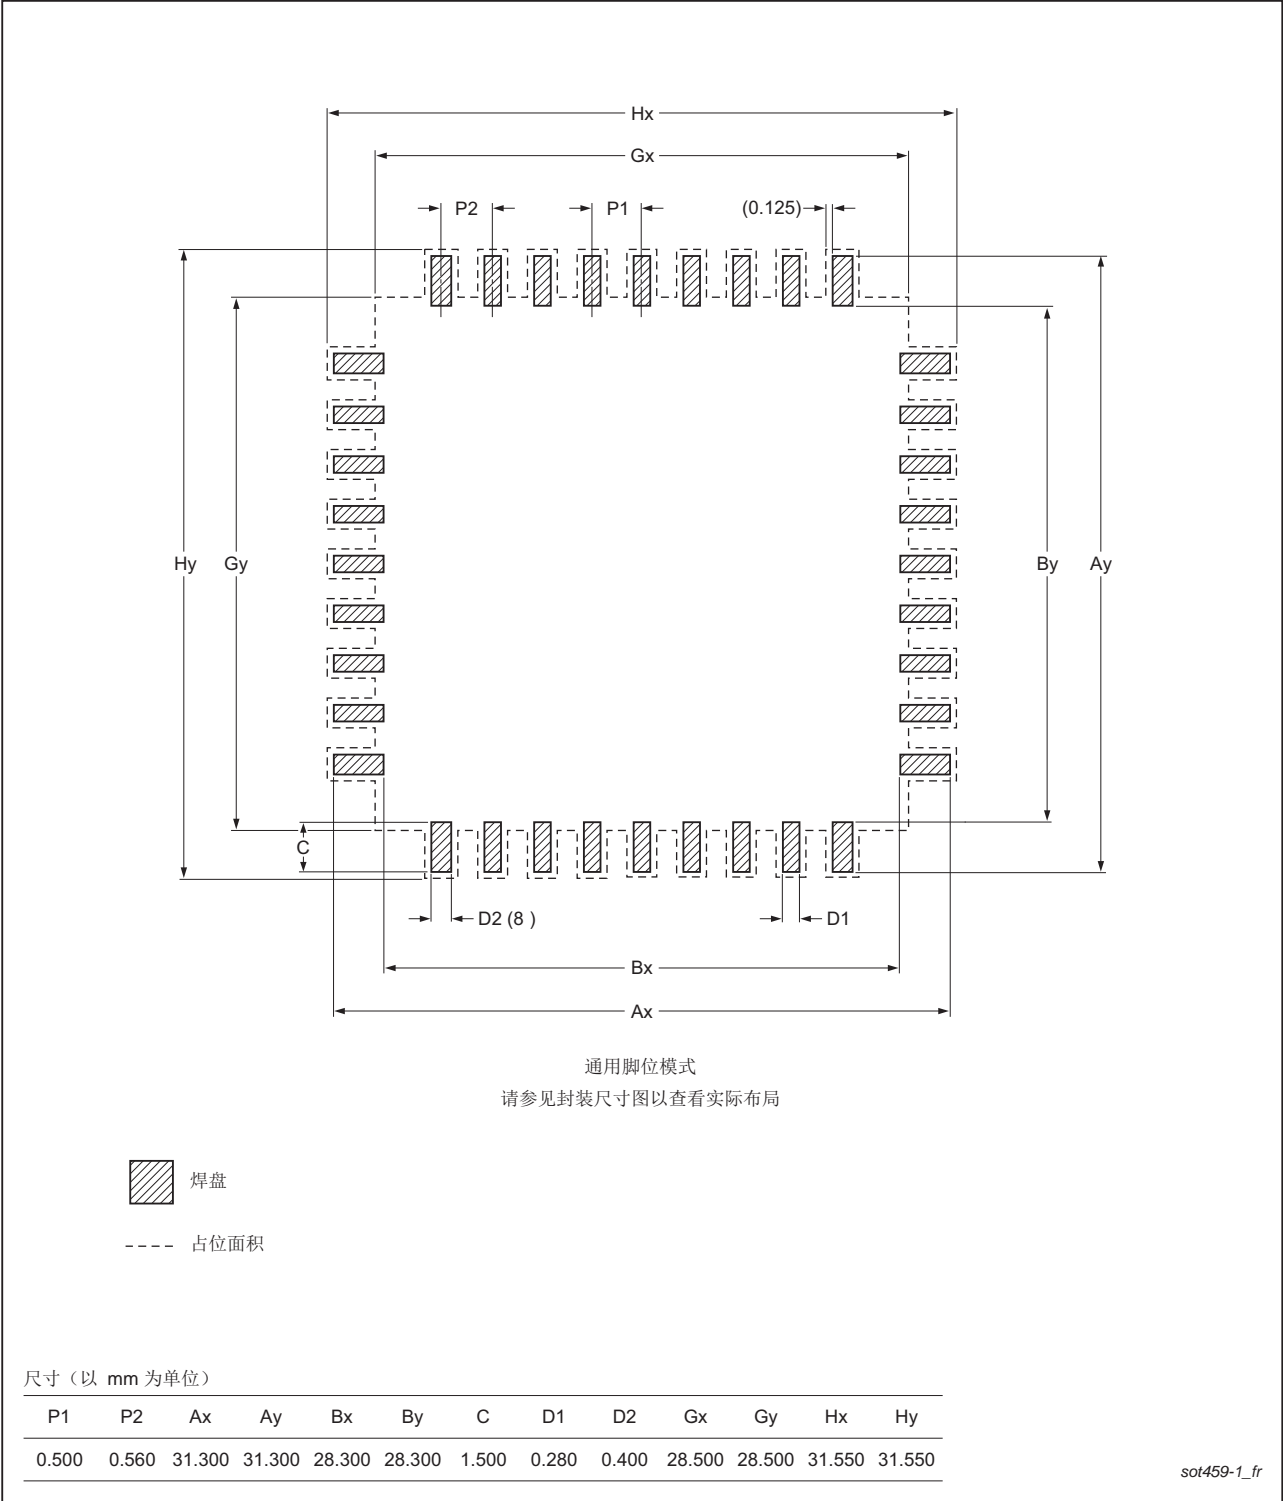 Hx
Gx
P2
P1
(0.125)
Hy
Gy
By
Ay
C
D2 (8 )
D1
Bx
Ax
通用脚位模式
请参见封装尺寸图以查看实际布局
焊盘
占位面积
尺寸（以 mm 为单位）
P1 P2 Ax Ay Bx By C D1 D2 Gx Gy Hx Hy
0.500 0.560 31.300 31.300 28.300 28.300 1.500 0.280 0.400 28.500 28.500 31.550 31.550
sot459-1_fr